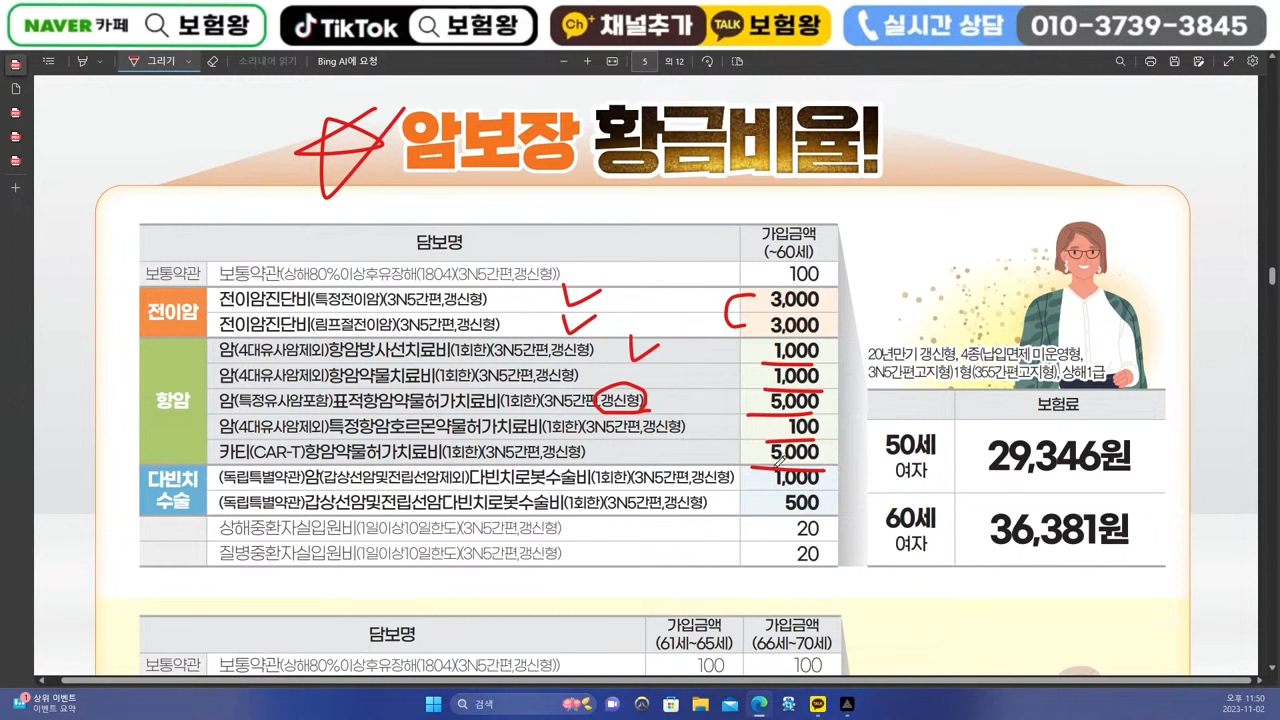 NAVER 카페 보험왕 TikTok 보험왕 Ch+ 채널추가 TALK 보험왕 실시간 상담 010-3739-3845
그리기 소리내어 읽기 Bing AI에 요청 5 의 12
암보장 황금비율!
담보명 가입금액 (~60세)
보통약관 보통약관(상해80%이상후유장해(1804)(3N5간편,갱신형)) 100
전이암 전이암진단비(특정전이암)(3N5간편,갱신형) 3,000
전이암진단비(림프절전이암)(3N5간편,갱신형) 3,000
항암 암(4대유사암제외)항암방사선치료비(1회한)(3N5간편,갱신형) 1,000
암(4대유사암제외)항암약물치료비(1회한)(3N5간편,갱신형) 1,000
암(특정유사암포함)표적항암약물허가치료비(1회한)(3N5간편,갱신형) 5,000
암(4대유사암제외)특정항암호르몬약물허가치료비(1회한)(3N5간편,갱신형) 100
카티(CAR-T)항암약물허가치료비(1회한)(3N5간편,갱신형) 5,000
다빈치 수술 (독립특별약관)암(갑상선암및전립선암제외)다빈치로봇수술비(1회한)(3N5간편,갱신형) 1,000
(독립특별약관)갑상선암및전립선암다빈치로봇수술비(1회한)(3N5간편,갱신형) 500
상해중환자실입원비(1일이상10일한도)(3N5간편,갱신형) 20
질병중환자실입원비(1일이상10일한도)(3N5간편,갱신형) 20
20년만기 갱신형, 4종(납입면제 미운영형,
3N5간편고지형) 1형(365간편고지형), 상해1급
보험료
50세 여자 29,346원
60세 여자 36,381원
담보명 가입금액 (61세~65세) 가입금액 (66세~70세)
보통약관 보통약관(상해80%이상후유장해(1804)(3N5간편,갱신형)) 100 100
1 상위 이벤트
이벤트 요약
검색
오후 11:50
2023-11-02